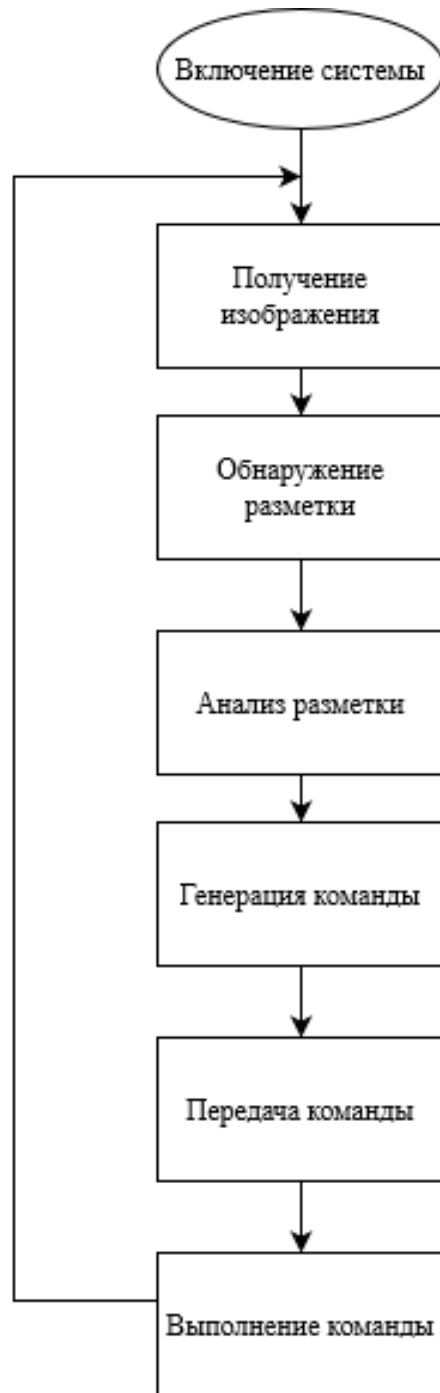 Включение системы
Получение
изображения
Обнаружение
разметки
Анализ разметки
Генерация команды
Передача команды
Выполнение команды